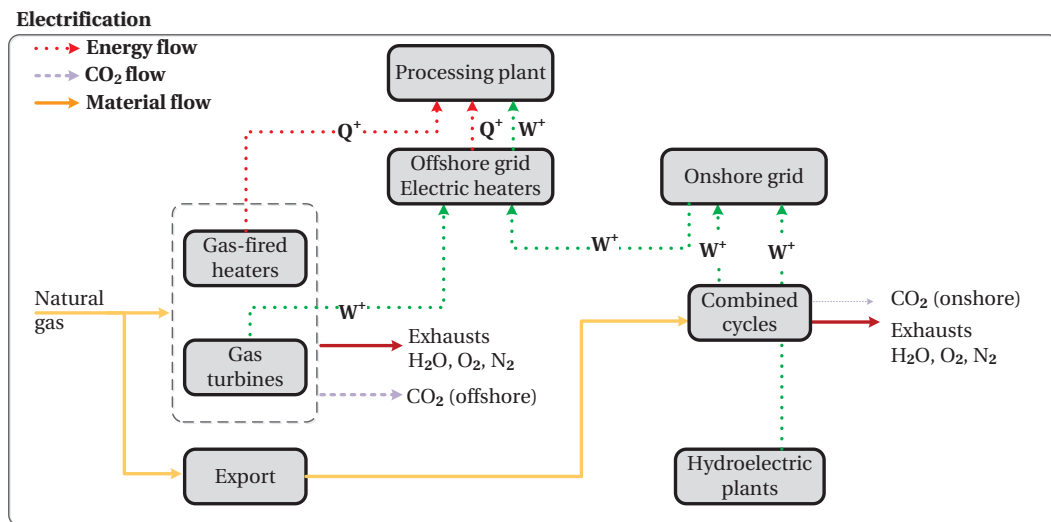 Electrification
Energy flow
CO₂ flow
Material flow
Processing plant
Q⁺
Q⁺
W⁺
Offshore grid
Electric heaters
Onshore grid
W⁺
W⁺
W⁺
Gas-fired
heaters
Natural
gas
W⁺
Combined
cycles
CO₂ (onshore)
Exhausts
H₂O, O₂, N₂
Gas
turbines
Exhausts
H₂O, O₂, N₂
CO₂ (offshore)
Export
Hydroelectric
plants